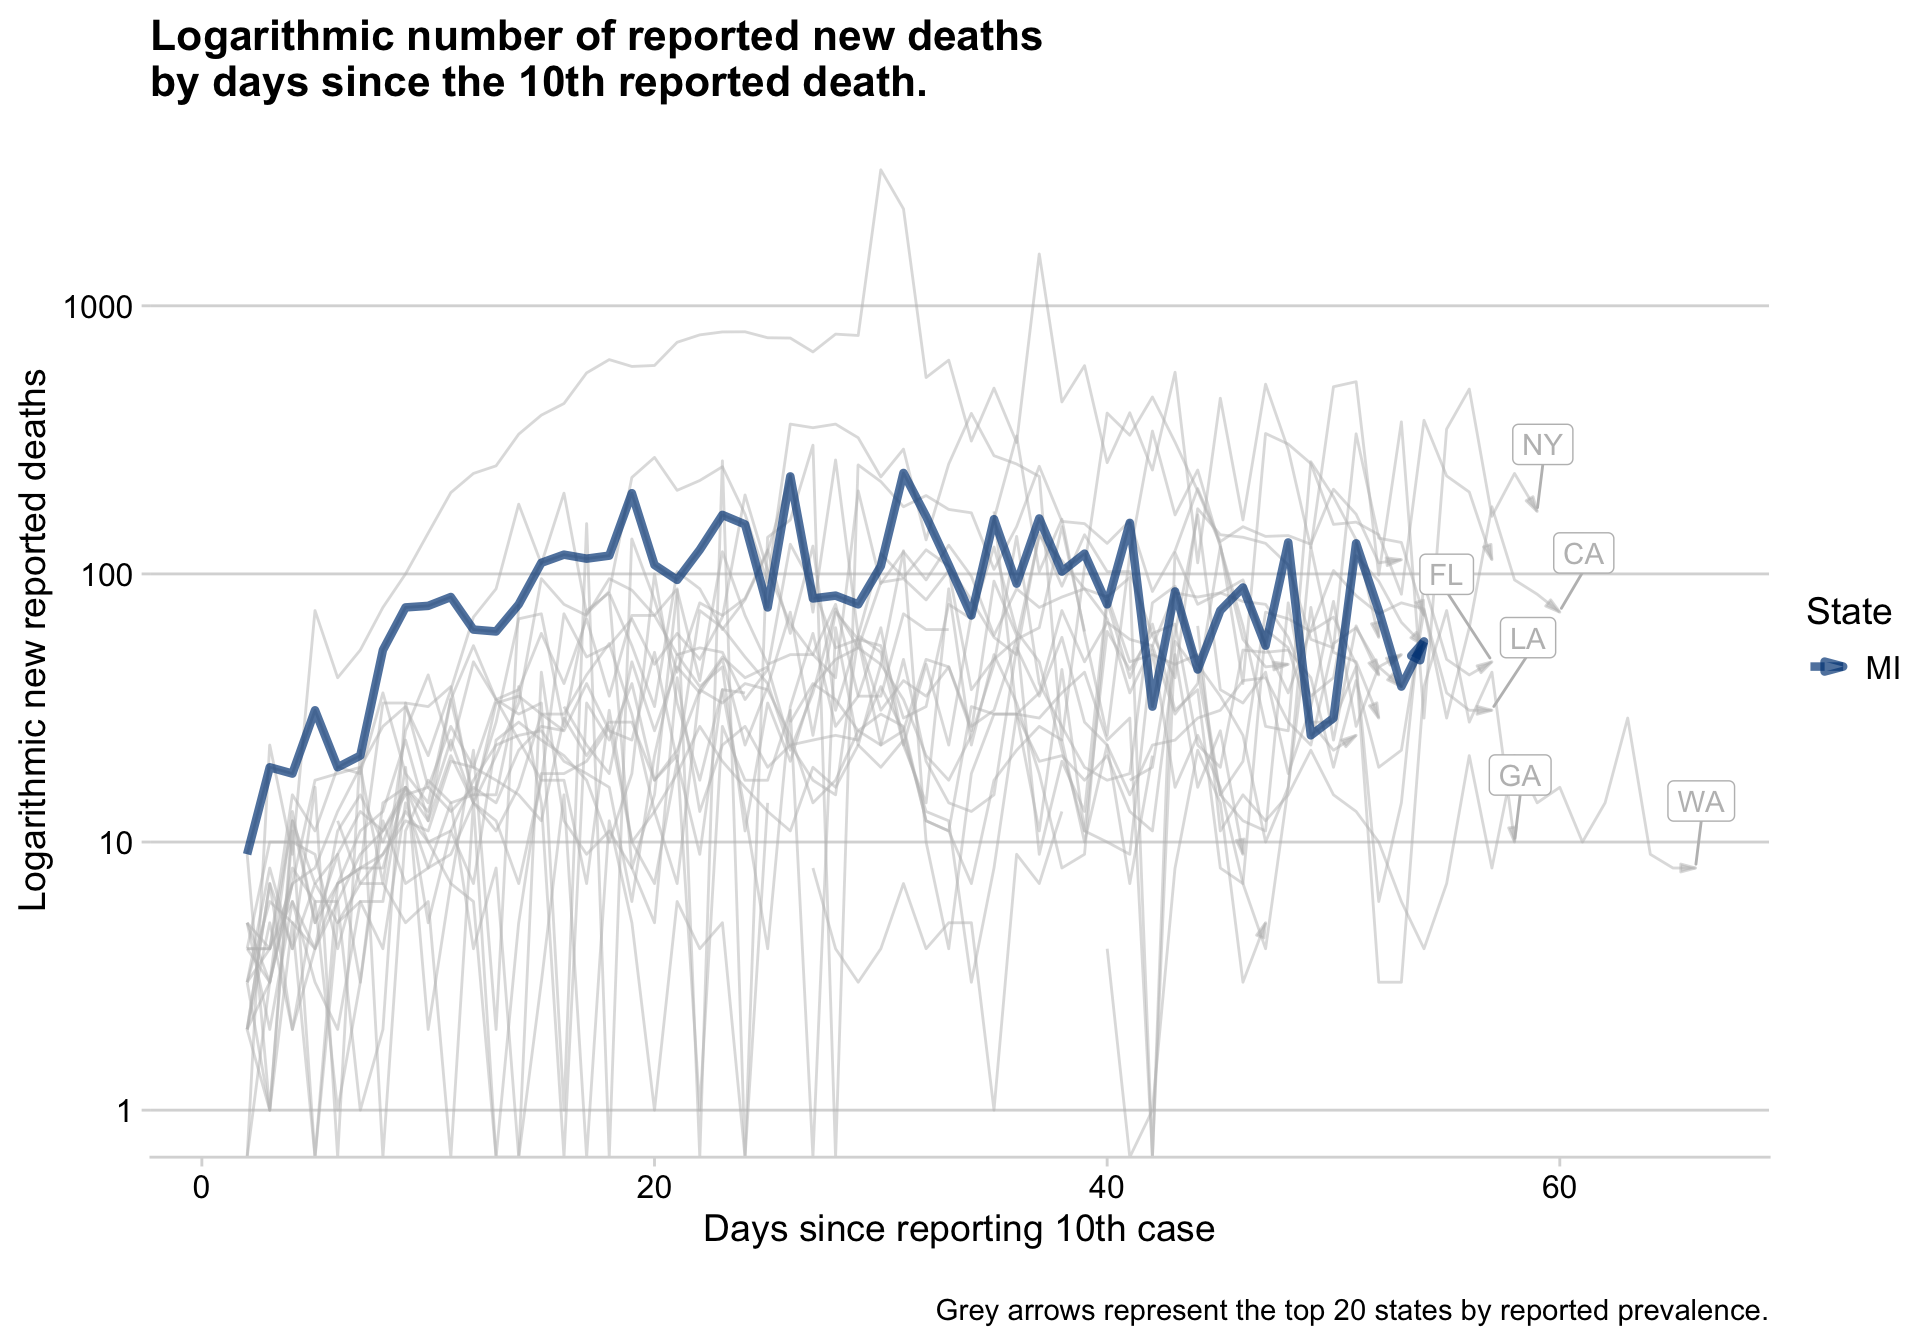 Logarithmic number of reported new deaths
by days since the 10th reported death.
Logarithmic new reported deaths
1000
100
10
1
NY
CA
FL
LA
GA
WA
State
MI
0
20
40
60
Days since reporting 10th case
Grey arrows represent the top 20 states by reported prevalence.